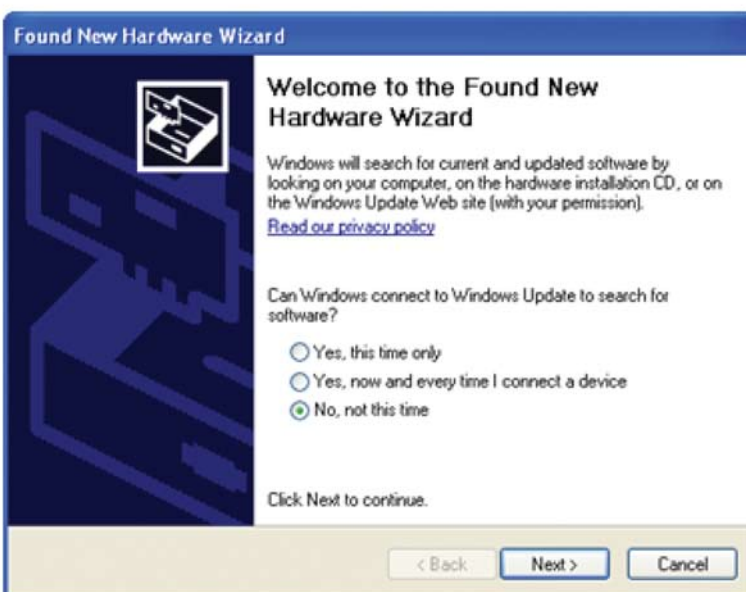 Found New Hardware Wizard
Welcome to the Found New
Hardware Wizard
Windows will search for current and updated software by
looking on your computer, on the hardware installation CD, or on
the Windows Update Web site (with your permission).
Read our privacy policy
Can Windows connect to Windows Update to search for
software?
Yes, this time only
Yes, now and every time I connect a device
No, not this time
Click Next to continue.
< Back Next > Cancel